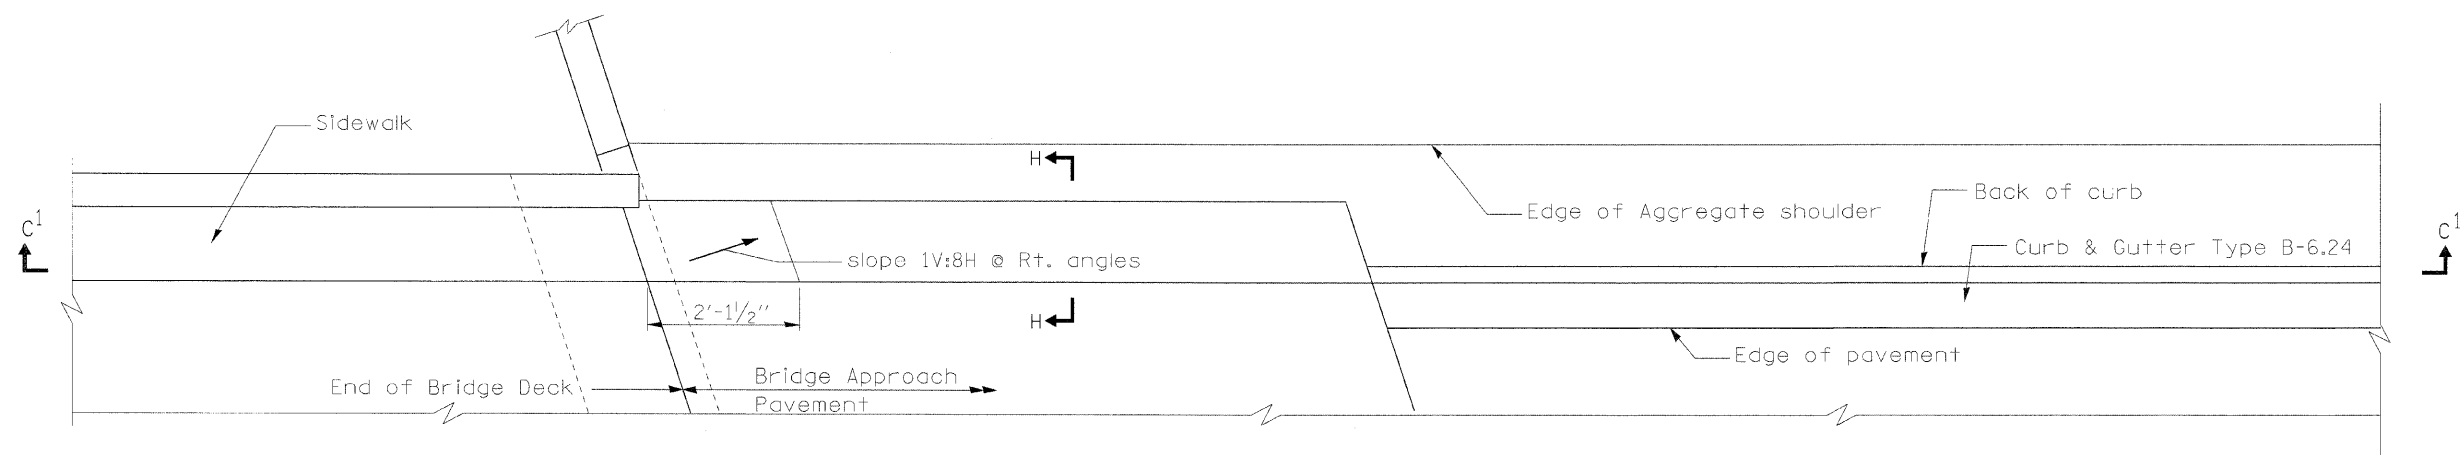 Sidewalk
H
C1
Edge of Aggregate shoulder
Back of curb
C1
slope 1V:8H @ Rt. angles
Curb & Gutter Type B-6.24
2'-1½"
H
Edge of pavement
End of Bridge Deck
Bridge Approach
Pavement